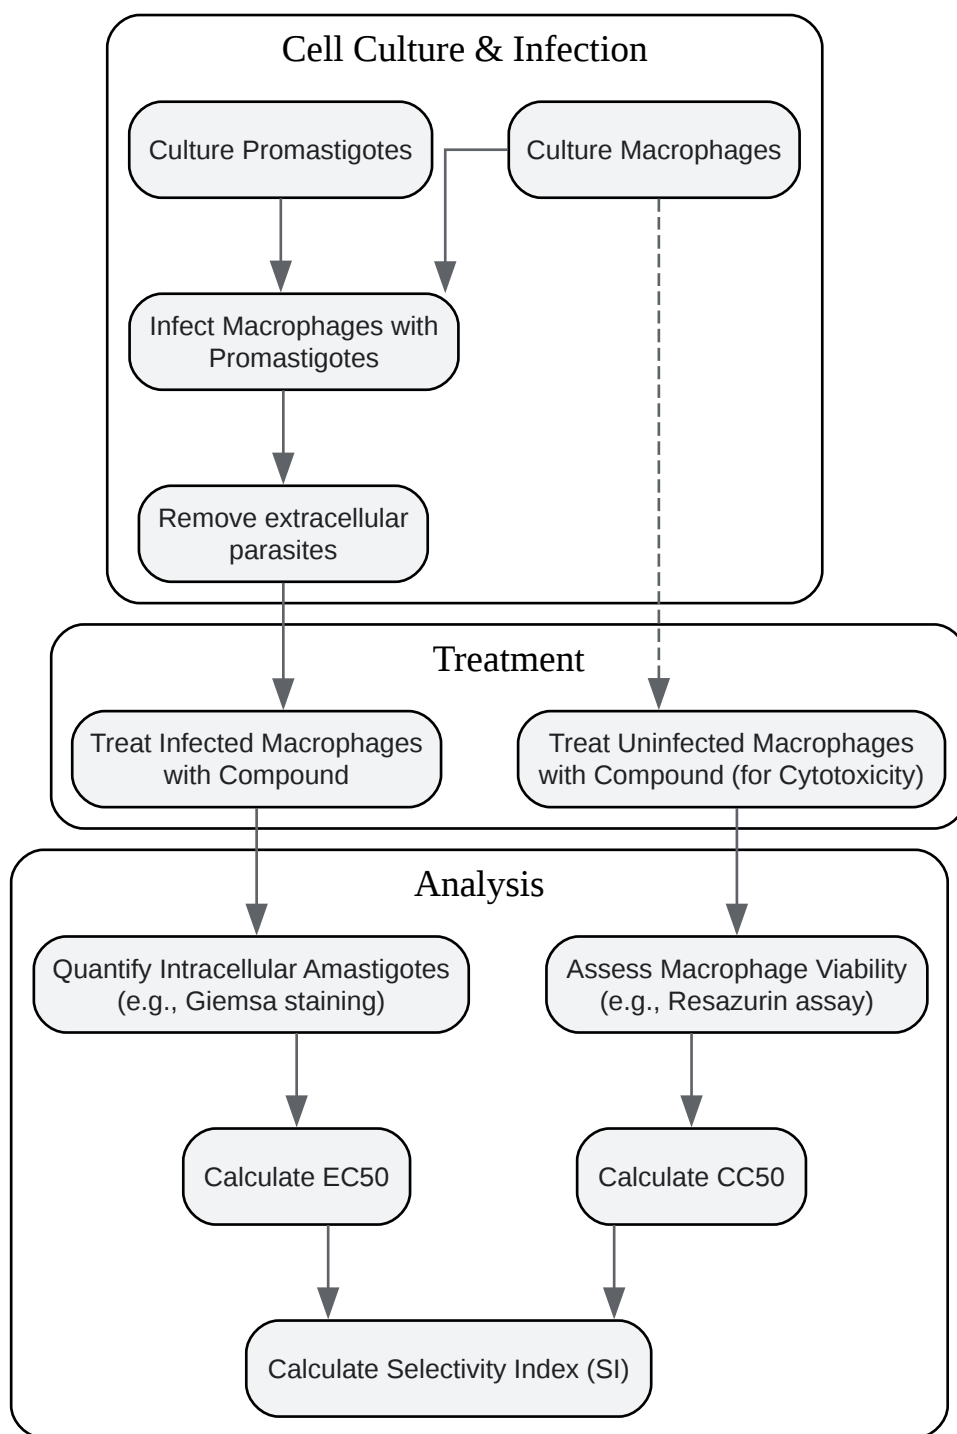 Cell Culture & Infection
Culture Promastigotes
Culture Macrophages
Infect Macrophages with
Promastigotes
Remove extracellular
parasites
Treatment
Treat Infected Macrophages
with Compound
Treat Uninfected Macrophages
with Compound (for Cytotoxicity)
Analysis
Quantify Intracellular Amastigotes
(e.g., Giemsa staining)
Assess Macrophage Viability
(e.g., Resazurin assay)
Calculate EC50
Calculate CC50
Calculate Selectivity Index (SI)